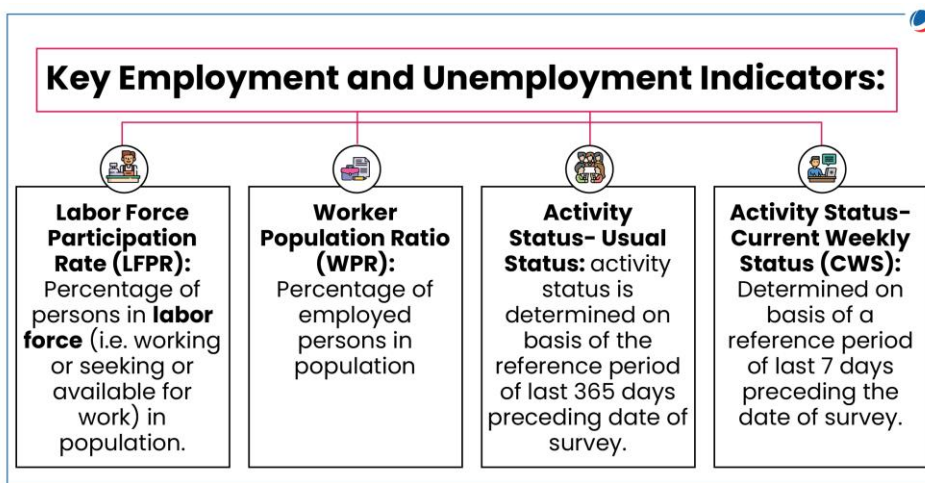 Key Employment and Unemployment Indicators:
Labor Force
Participation
Rate (LFPR):
Percentage of
persons in labor
force (i.e. working
or seeking or
available for
work) in
population.
Worker
Population Ratio
(WPR):
Percentage of
employed
persons in
population
Activity
Status- Usual
Status: activity
status is
determined on
basis of the
reference period
of last 365 days
preceding date of
survey.
Activity Status-
Current Weekly
Status (CWS):
Determined on
basis of a
reference period
of last 7 days
preceding the
date of survey.